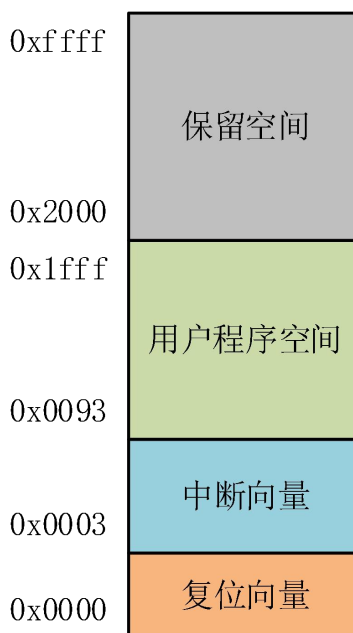 0xffff
保留空间
0x2000
0x1fff
用户程序空间
0x0093
中断向量
0x0003
复位向量
0x0000